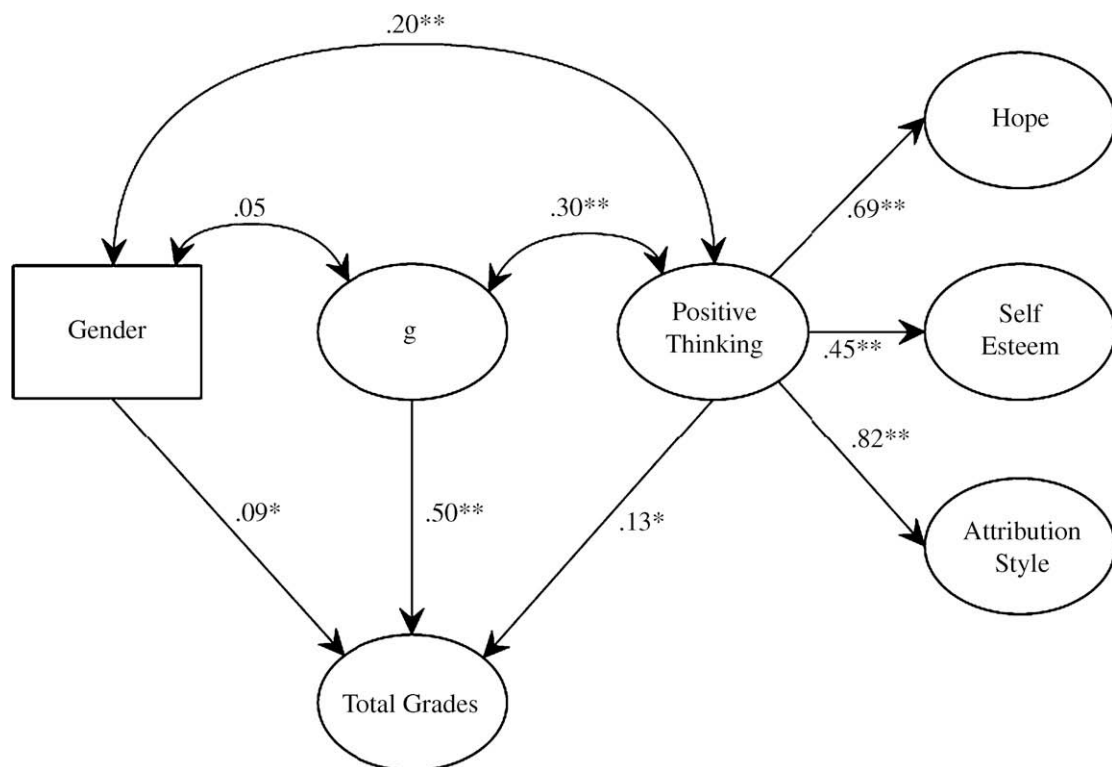 .20**
Hope
.05
.30**
.69**
Gender
g
Positive
Thinking
Self
Esteem
.45**
.82**
.09*
.50**
.13*
Attribution
Style
Total Grades